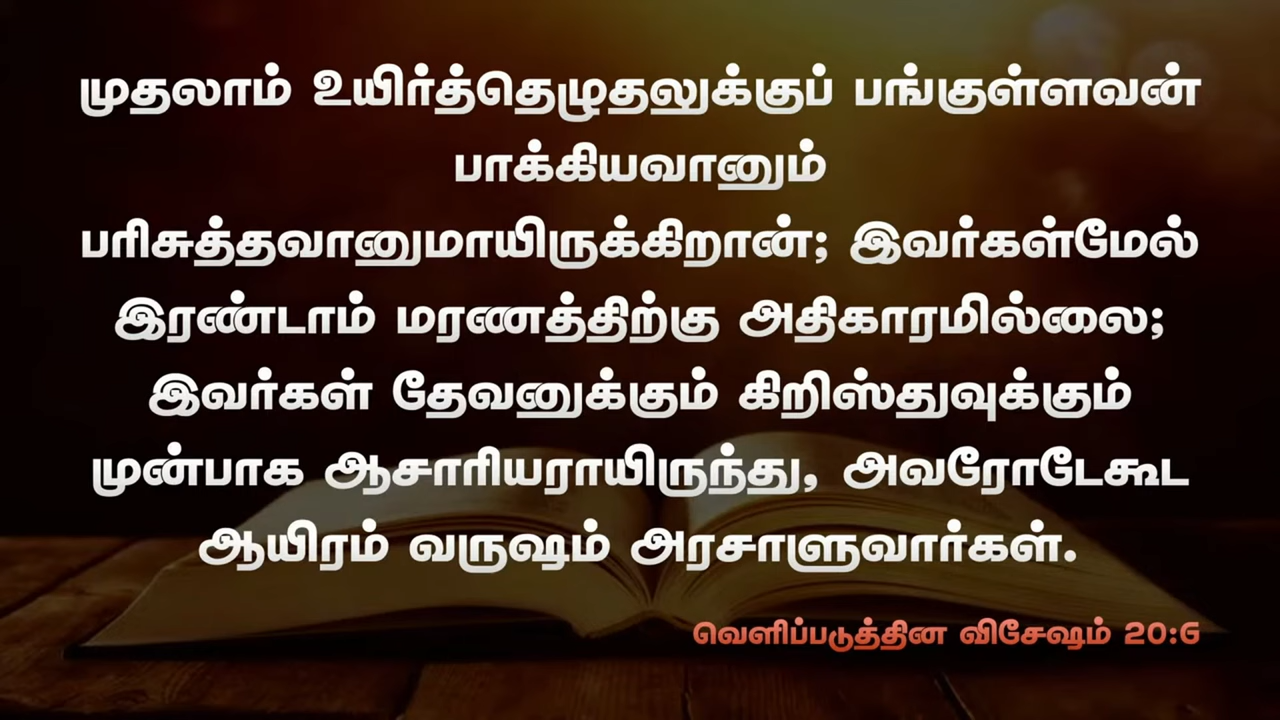 முதலாம் உயிர்த்தெழுதலுக்குப் பங்குள்ளவன்
பாக்கியவானும்
பரிசுத்தவானுமாயிருக்கிறான்; இவர்கள்மேல்
இரண்டாம் மரணத்திற்கு அதிகாரமில்லை;
இவர்கள் தேவனுக்கும் கிறிஸ்துவுக்கும்
முன்பாக ஆசாரியராயிருந்து, அவரோடேகூட
ஆயிரம் வருஷம் அரசாளுவார்கள்.
வெளிப்படுத்தின விசேஷம் 20:6